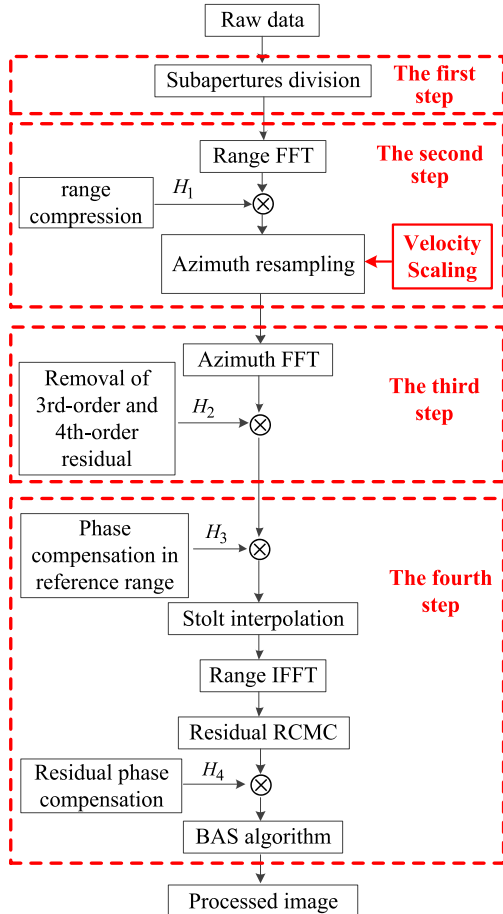 Raw data
Subapertures division
The first
step
Range FFT
The second
step
range
compression
H1
Azimuth resampling
Velocity
Scaling
Azimuth FFT
Removal of
3rd-order and
4th-order
residual
H2
The third
step
Phase
compensation in
reference range
H3
The fourth
step
Stolt interpolation
Range IFFT
Residual RCMC
Residual phase
compensation
H4
BAS algorithm
Processed image